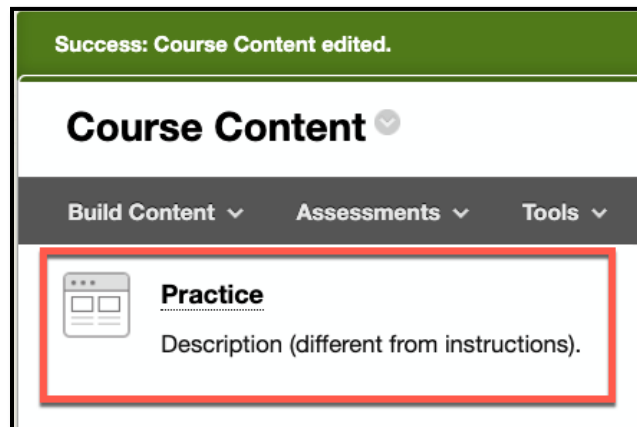 Success: Course Content edited.
Course Content
Build Content Assessments Tools
Practice
Description (different from instructions).